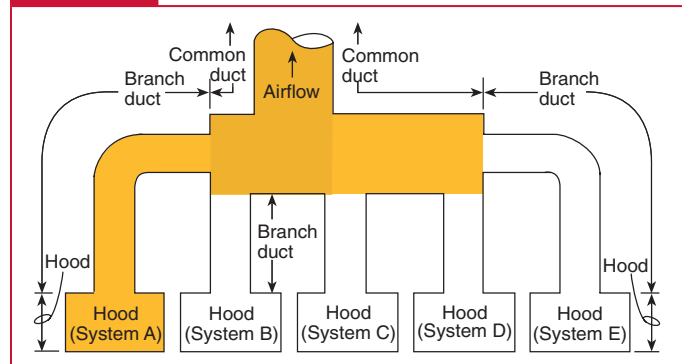 Common
duct
Common
duct
Branch
duct
Airflow
Branch
duct
Branch
duct
Hood
Hood
Hood
(System A)
Hood
(System B)
Hood
(System C)
Hood
(System D)
Hood
(System E)